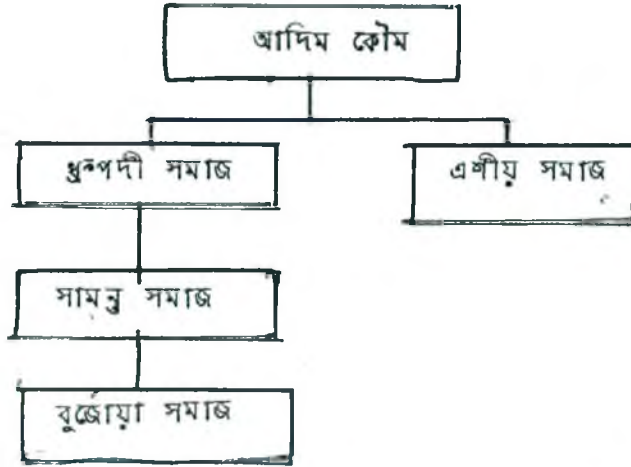 আদিম কৌম
ধ্রুপদী সমাজ
এশীয় সমাজ
সামন্ত্র সমাজ
বুর্জোয়া সমাজ